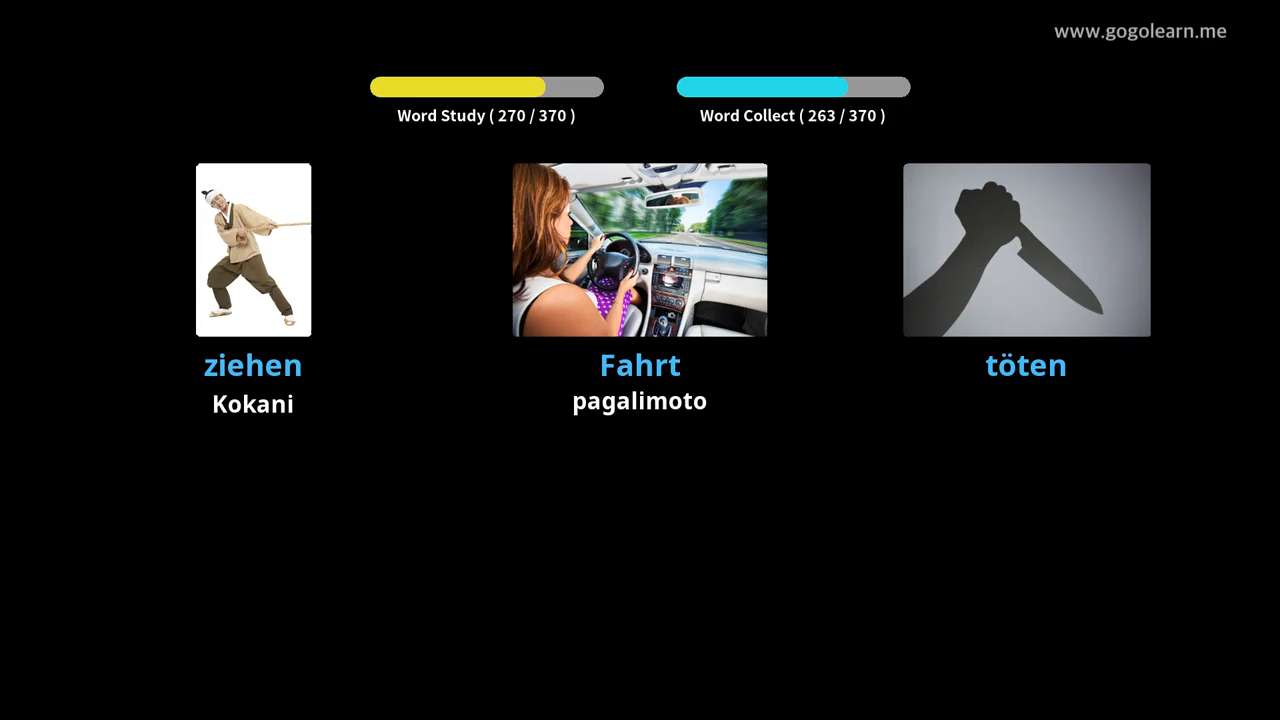 www.gogolearn.me
Word Study ( 270 / 370 )
Word Collect ( 263 / 370 )
ziehen
Kokani
Fahrt
pagalimoto
töten